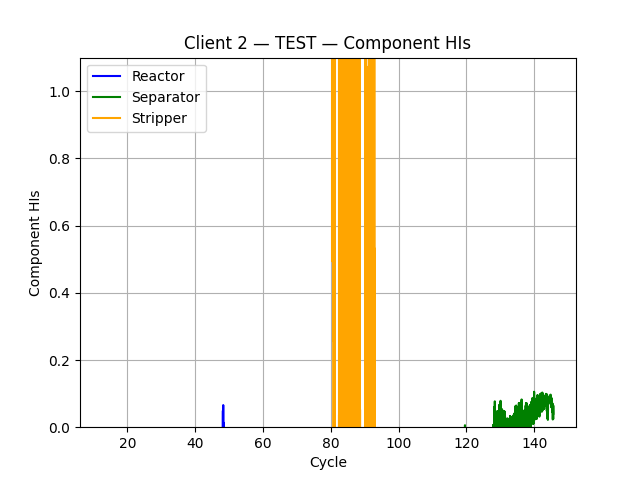 Client 2 — TEST — Component HIs
Reactor
Separator
Stripper
Component HIs
1.0
0.8
0.6
0.4
0.2
0.0
20 40 60 80 100 120 140
Cycle